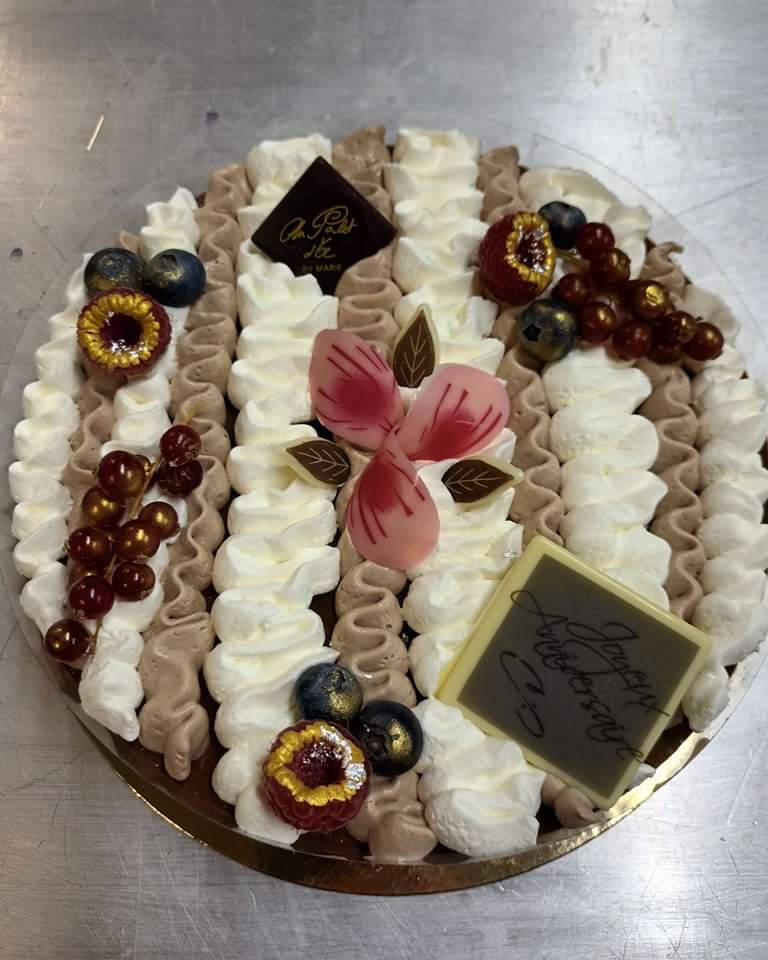 Au Palet
d'Or
BY MARIE
Joyeux
Anniversaire